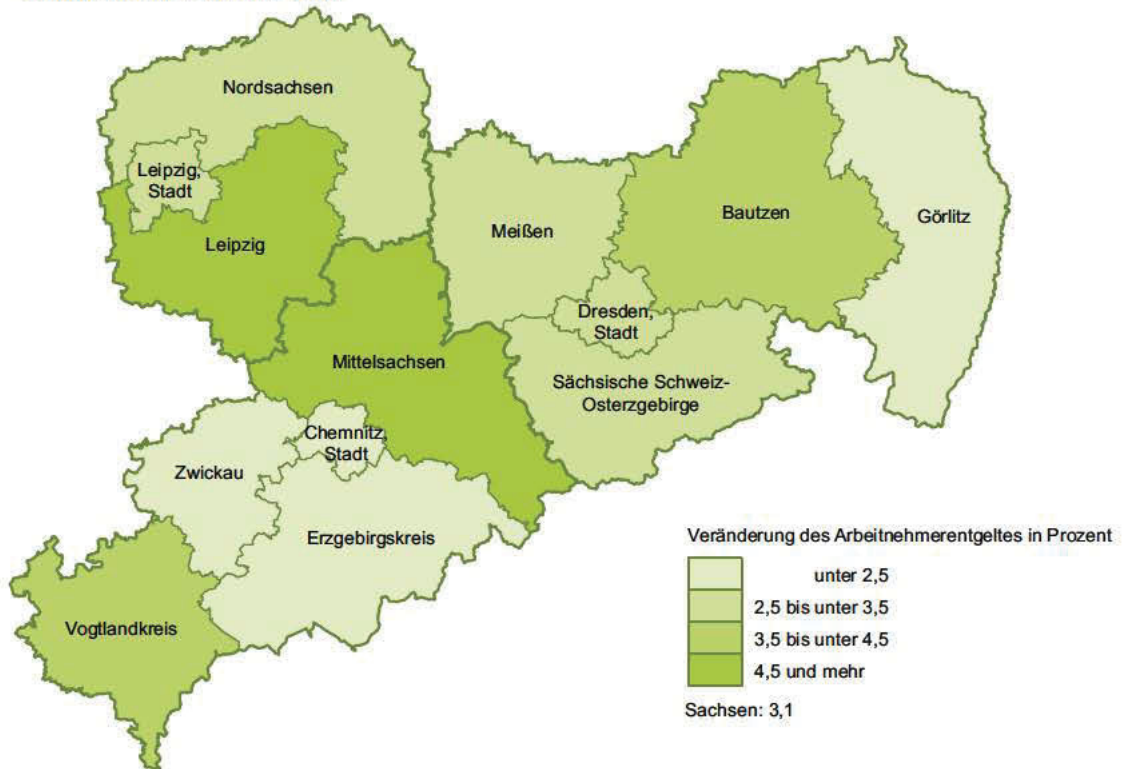 Nordsachsen
Leipzig,
Stadt
Leipzig
Meißen
Bautzen
Görlitz
Dresden,
Stadt
Mittelsachsen
Sächsische Schweiz-
Osterzgebirge
Chemnitz,
Stadt
Zwickau
Erzgebirgskreis
Vogtlandkreis
Veränderung des Arbeitnehmerentgeltes in Prozent
unter 2,5
2,5 bis unter 3,5
3,5 bis unter 4,5
4,5 und mehr
Sachsen: 3,1